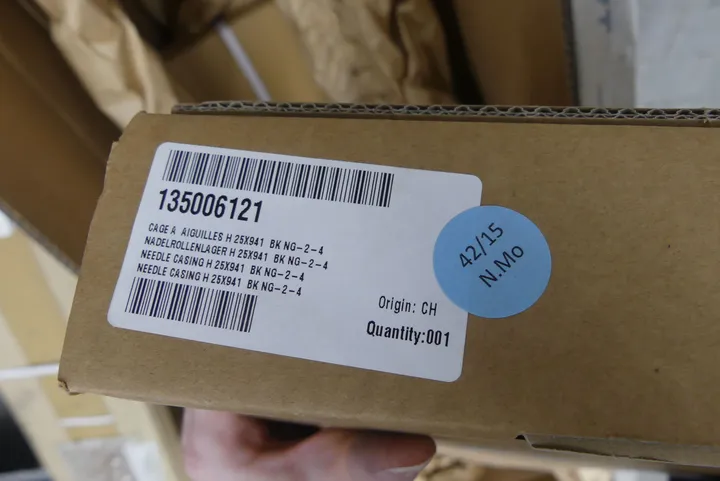 135006121
CAGE A AIGUILLES H 25X941 BK NG-2-4
NADELROLLENLAGER H 25X941 BK NG-2-4
NEEDLE CASING H 25X941 BK NG-2-4
NEEDLE CASING H 25X941 BK NG-2-4
Origin: CH
Quantity:001
42/15
N.Mo